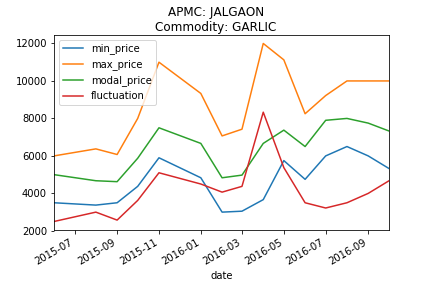 APMC: JALGAON
Commodity: GARLIC
12000
10000
8000
6000
4000
2000
min_price
max_price
modal_price
fluctuation
2015-07
2015-09
2015-11
2016-01
2016-03
2016-05
2016-07
2016-09
date